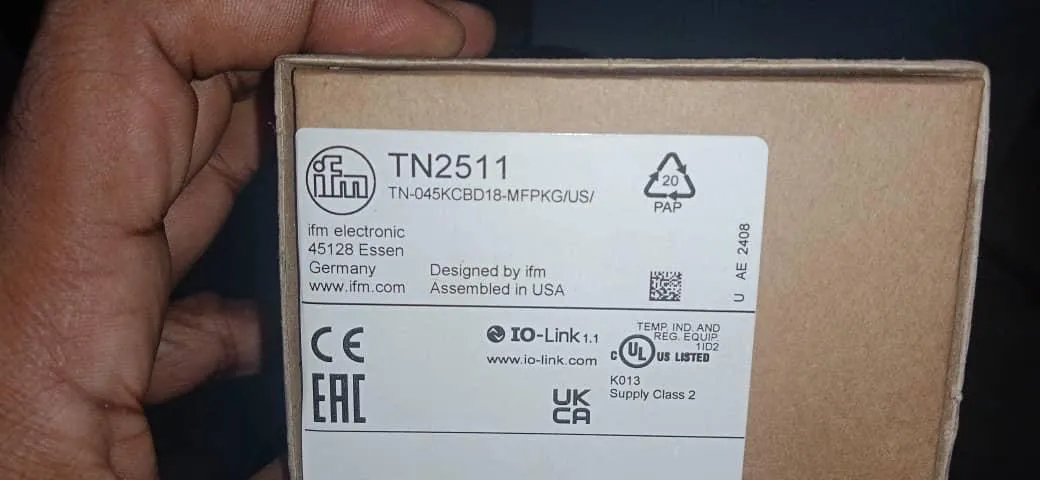 ifm
TN2511
TN-045KCBD18-MFPKG/US/
20
PAP
ifm electronic
45128 Essen
Germany
www.ifm.com
Designed by ifm
Assembled in USA
U AE 2408
CE
EAC
IO-Link 1.1
www.io-link.com
UK
CA
TEMP. IND. AND
REG. EQUIP.
1ID2
C UL US LISTED
K013
Supply Class 2